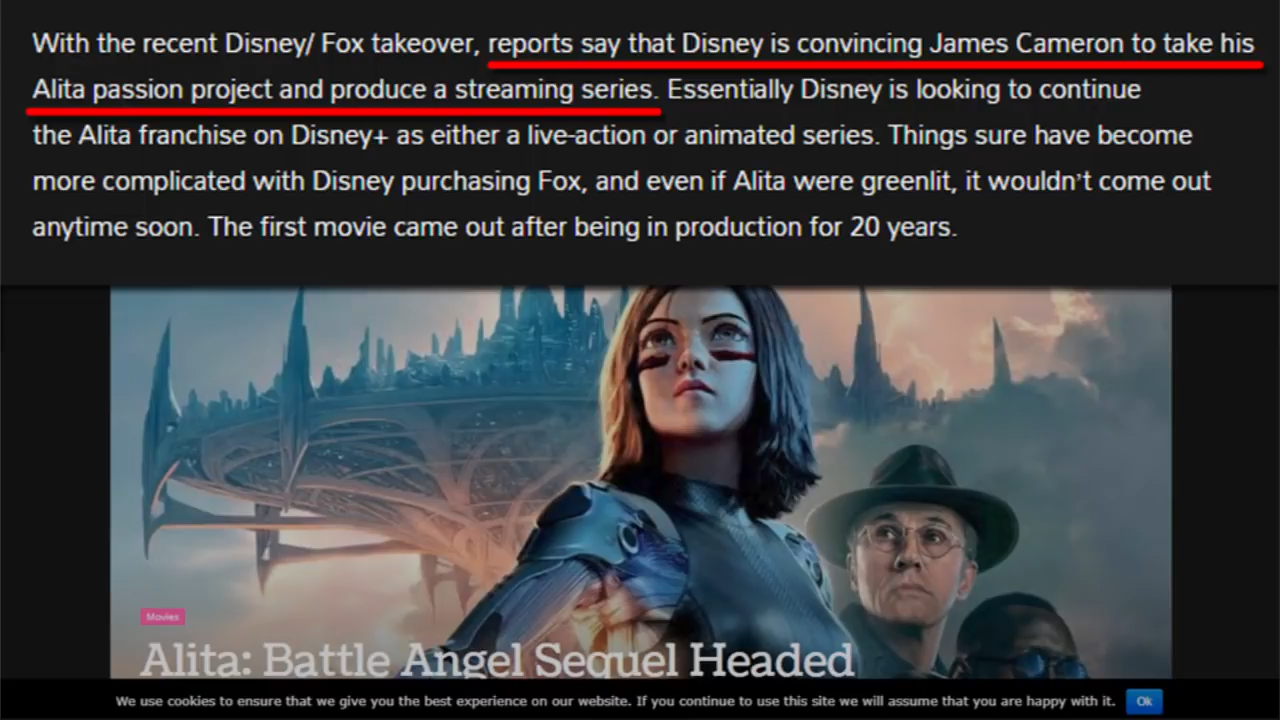 With the recent Disney/ Fox takeover, reports say that Disney is convincing James Cameron to take his
Alita passion project and produce a streaming series. Essentially Disney is looking to continue
the Alita franchise on Disney+ as either a live-action or animated series. Things sure have become
more complicated with Disney purchasing Fox, and even if Alita were greenlit, it wouldn't come out
anytime soon. The first movie came out after being in production for 20 years.
Movies
Alita: Battle Angel Sequel Headed
We use cookies to ensure that we give you the best experience on our website. If you continue to use this site we will assume that you are happy with it.
Ok